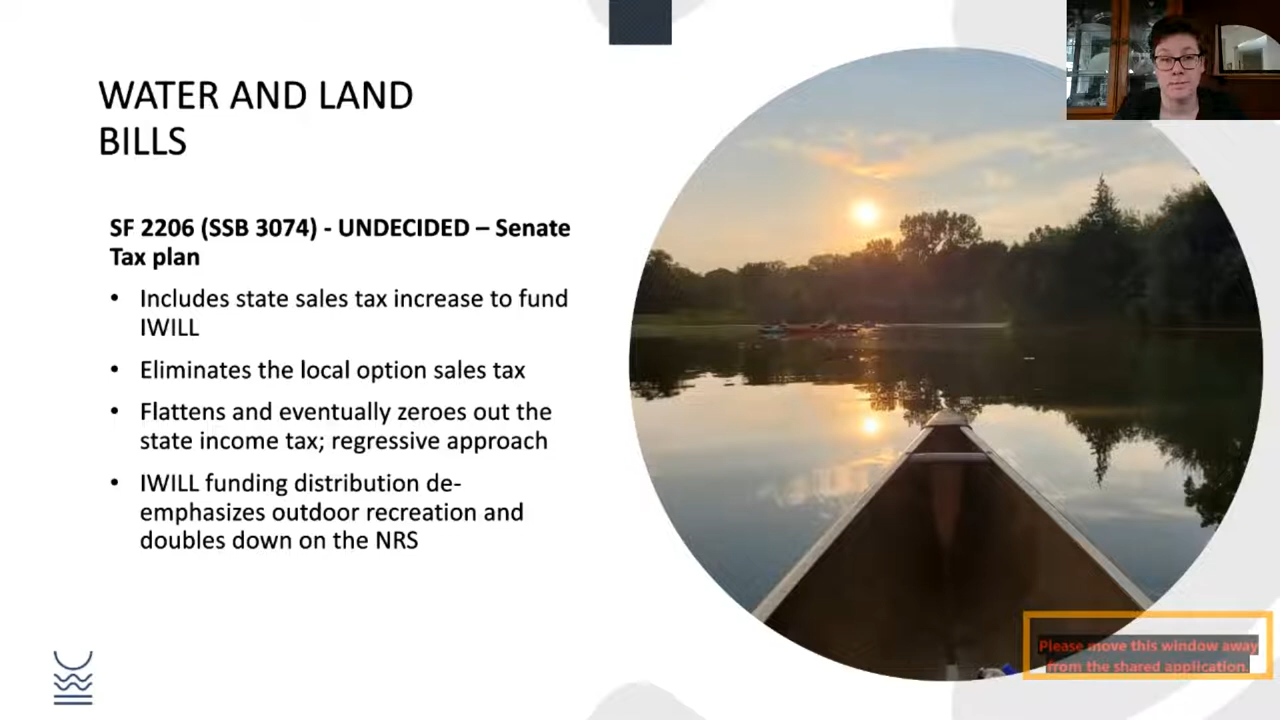 WATER AND LAND
BILLS
SF 2206 (SSB 3074) - UNDECIDED – Senate
Tax plan
• Includes state sales tax increase to fund
IWILL
• Eliminates the local option sales tax
• Flattens and eventually zeroes out the
state income tax; regressive approach
• IWILL funding distribution de-
emphasizes outdoor recreation and
doubles down on the NRS
Please move this window away
from the shared application.